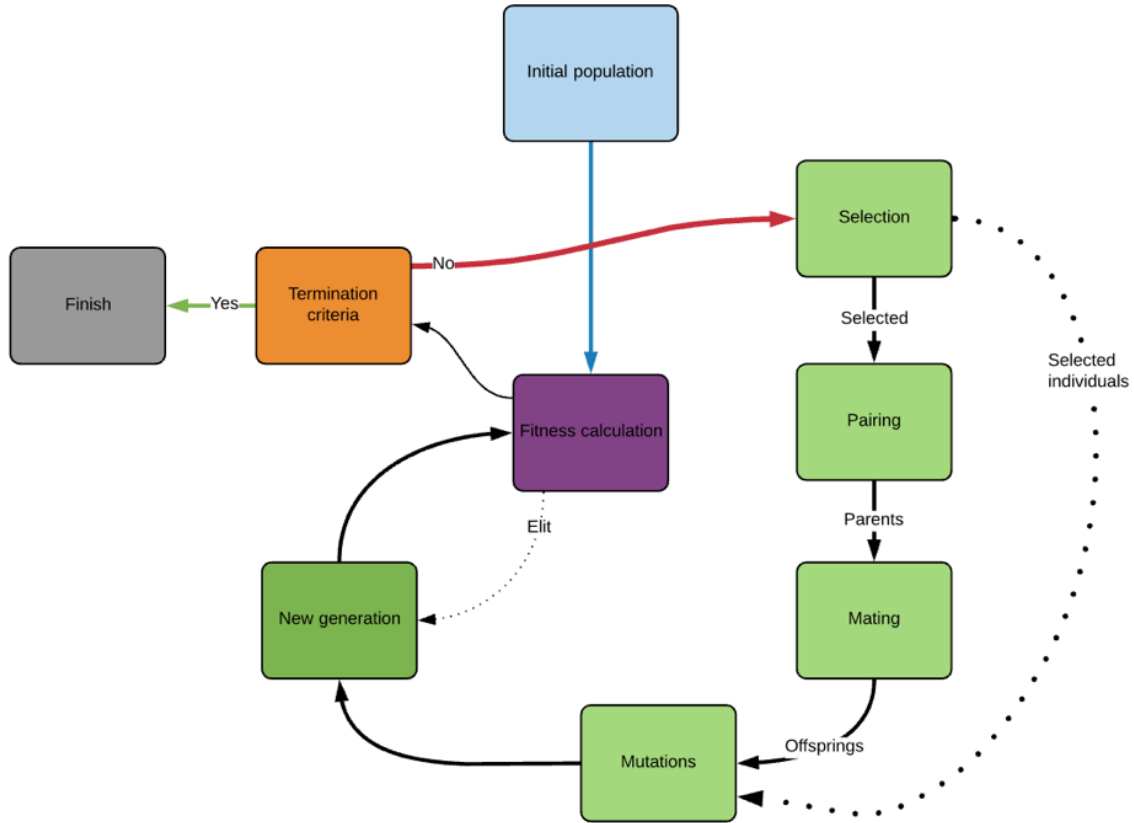 Initial population
Selection
No
Finish
Yes
Termination
criteria
Selected
Selected
individuals
Fitness calculation
Pairing
Parents
Elit
New generation
Mating
Offsprings
Mutations